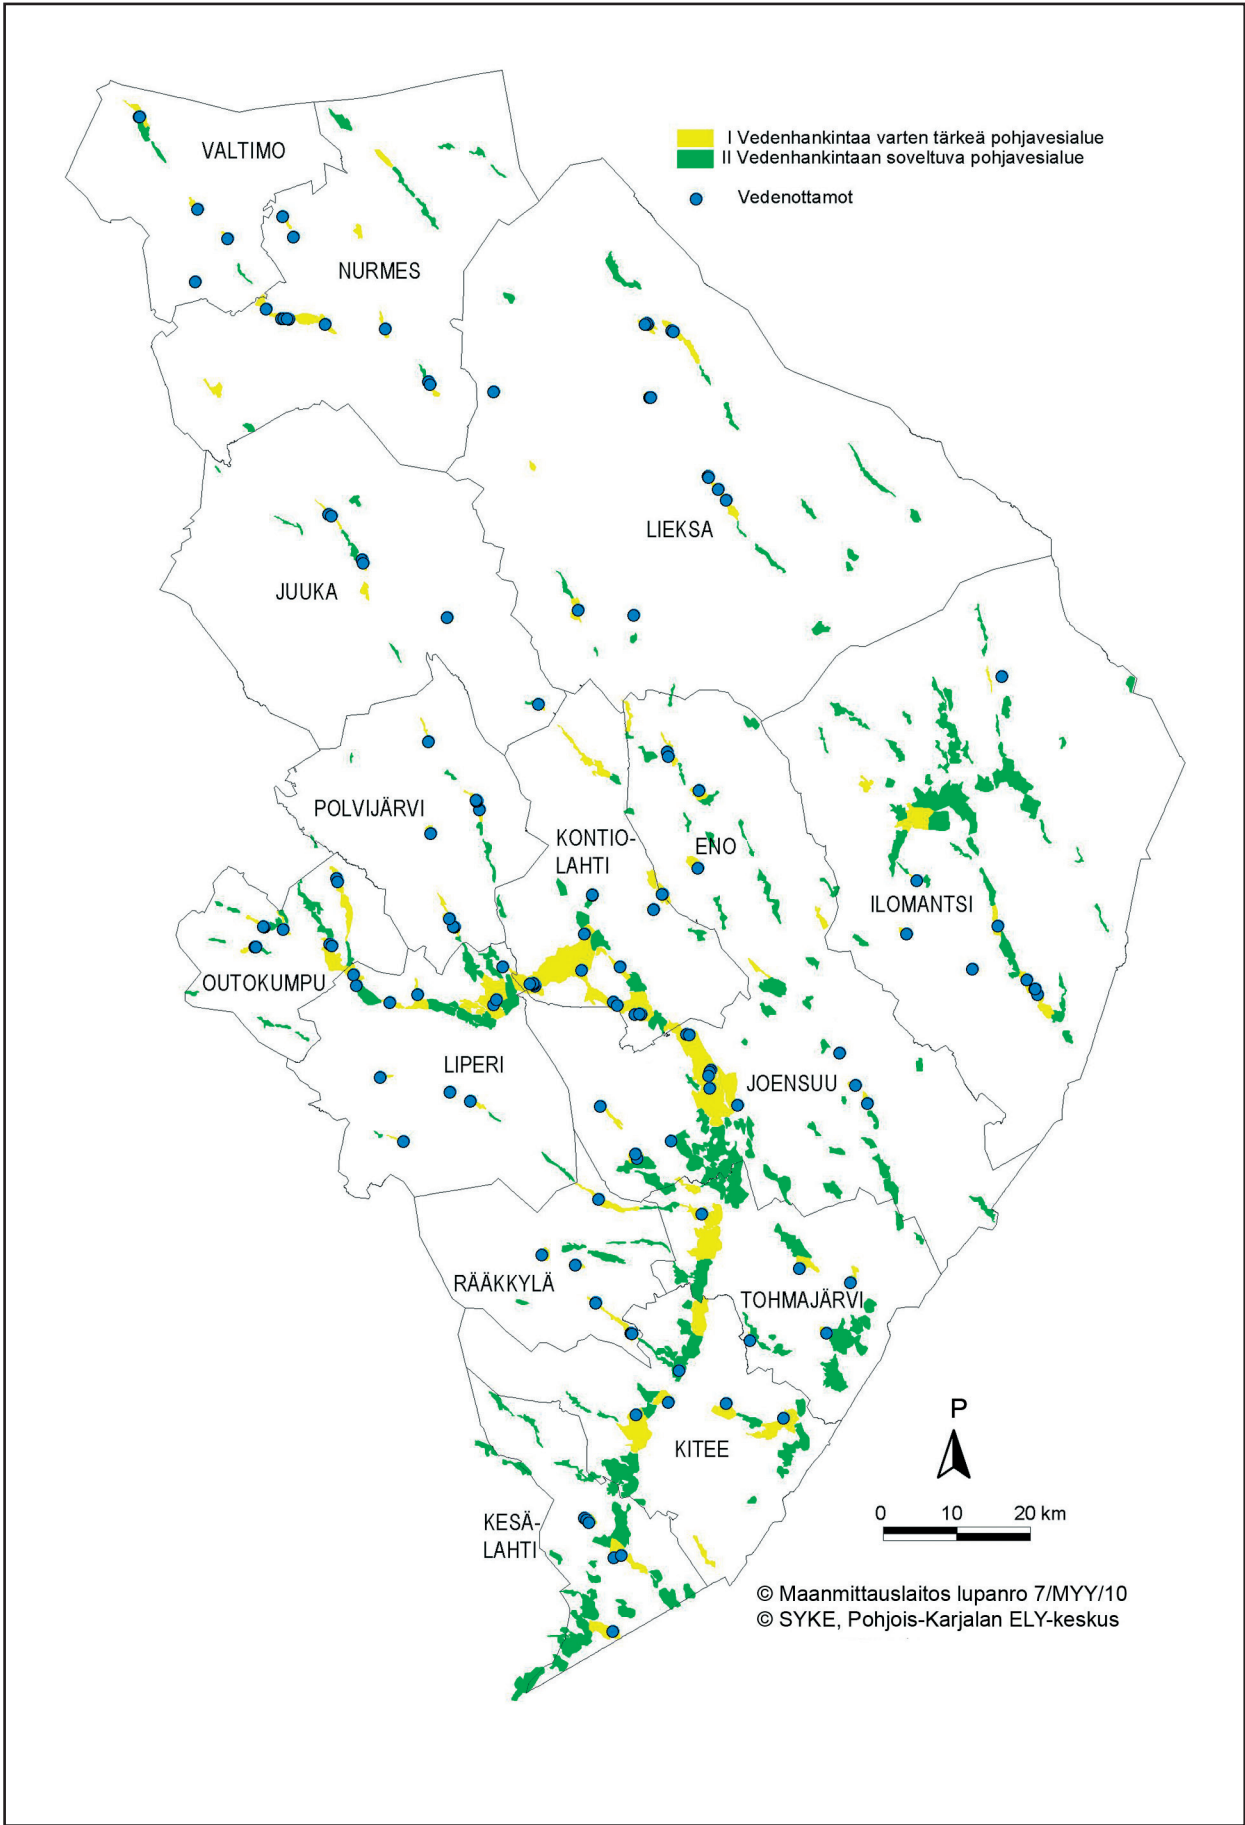 I Vedenhankintaa varten tärkeä pohjavesialue
II Vedenhankintaan soveltuva pohjavesialue
Vedenottamot
VALTIMO
NURMES
LIEKSA
JUUKA
POLVIJÄRVI
KONTIO-
LAHTI
ENO
ILOMANTSI
OUTOKUMPU
LIPERI
JOENSUU
RÄÄKKYLÄ
TOHMAJÄRVI
KITEE
KESÄ-
LAHTI
P
0 10 20 km
© Maanmittauslaitos lupanro 7/MYY/10
© SYKE, Pohjois-Karjalan ELY-keskus